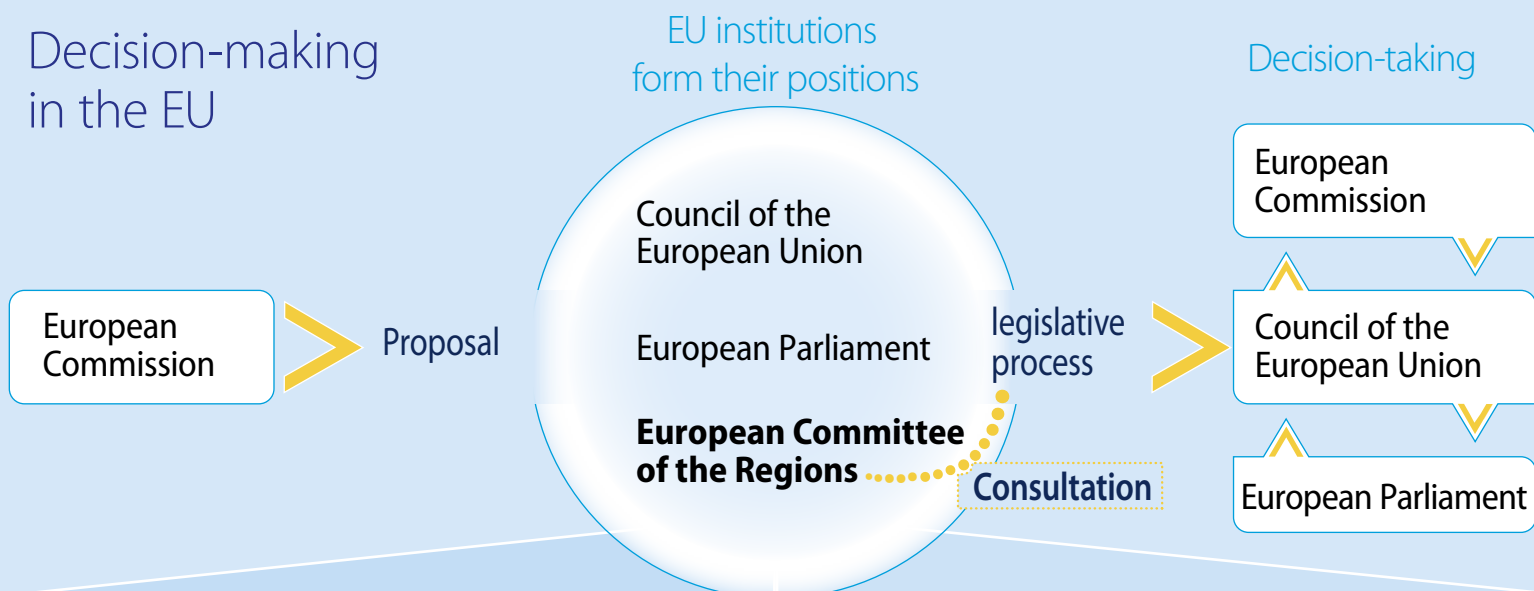 Decision-making
in the EU
EU institutions
form their positions
Decision-taking
European
Commission
Proposal
Council of the
European Union
European Parliament
European Committee
of the Regions
legislative
process
Consultation
European
Commission
Council of the
European Union
European Parliament